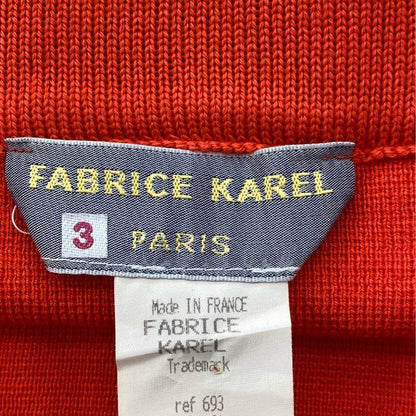 FABRICE KAREL
3 PARIS
Made IN FRANCE
FABRICE
KAREL
Trademark
ref 693